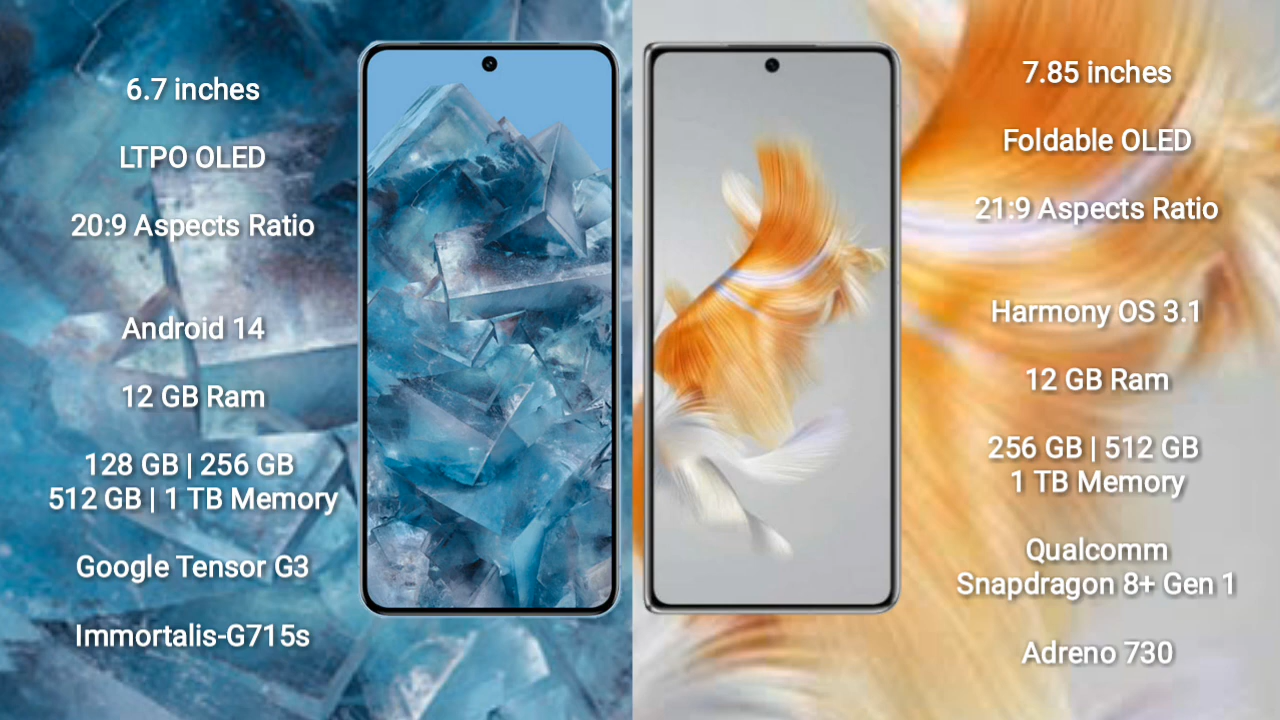 6.7 inches
LTPO OLED
20:9 Aspects Ratio
Android 14
12 GB Ram
128 GB | 256 GB
512 GB | 1 TB Memory
Google Tensor G3
Immortalis-G715s
7.85 inches
Foldable OLED
21:9 Aspects Ratio
Harmony OS 3.1
12 GB Ram
256 GB | 512 GB
1 TB Memory
Qualcomm
Snapdragon 8+ Gen 1
Adreno 730